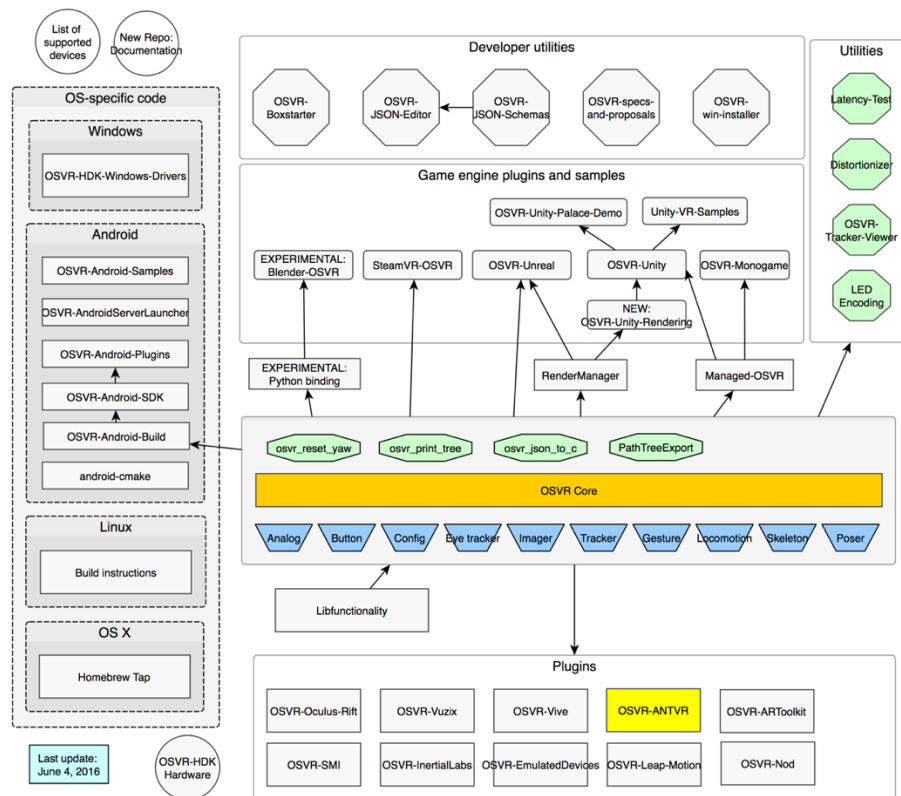 List of
supported
devices
New Repo:
Documentation
OS-specific code
Windows
OSVR-HDK-Windows-Drivers
Android
OSVR-Android-Samples
OSVR-AndroidServerLauncher
OSVR-Android-Plugins
OSVR-Android-SDK
OSVR-Android-Build
android-cmake
Linux
Build instructions
OS X
Homebrew Tap
Last update:
June 4, 2016
OSVR-HDK
Hardware
Developer utilities
OSVR-
Boxstarter
OSVR-
JSON-Editor
OSVR-
JSON-Schemas
OSVR-specs-
and-proposals
OSVR-
win-installer
Utilities
Latency-Test
Distortionizer
OSVR-
Tracker-Viewer
LED
Encoding
Game engine plugins and samples
OSVR-Unity-Palace-Demo
Unity-VR-Samples
EXPERIMENTAL:
Blender-OSVR
SteamVR-OSVR
OSVR-Unreal
OSVR-Unity
OSVR-Monogame
NEW:
OSVR-Unity-Rendering
EXPERIMENTAL:
Python binding
RenderManager
Managed-OSVR
osvr_reset_yaw
osvr_print_tree
osvr_json_to_c
PathTreeExport
OSVR Core
Analog
Button
Config
Eye tracker
Imager
Tracker
Gesture
Locomotion
Skeleton
Poser
Libfunctionality
Plugins
OSVR-Oculus-Rift
OSVR-Vuzix
OSVR-Vive
OSVR-ANTVR
OSVR-ARToolkit
OSVR-SMI
OSVR-InertialLabs
OSVR-EmulatedDevices
OSVR-Leap-Motion
OSVR-Nod